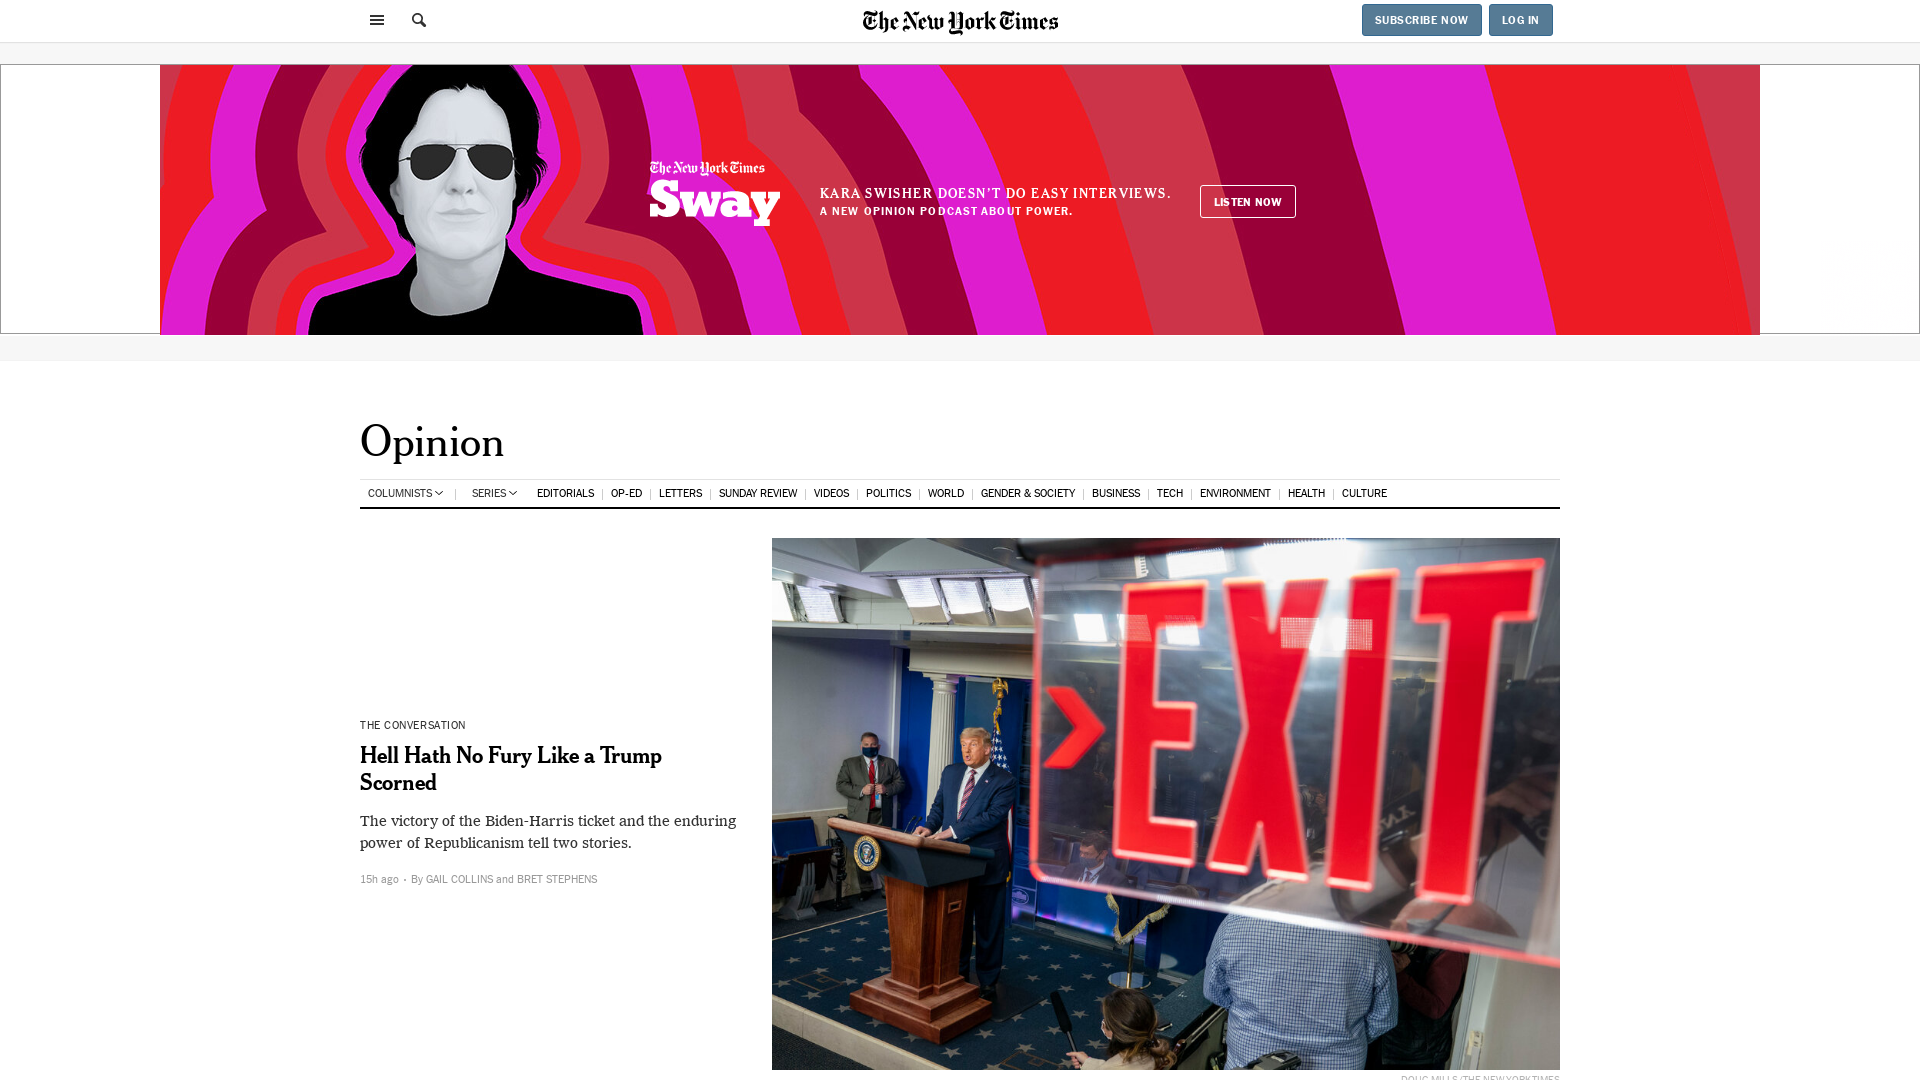 The New York Times
SUBSCRIBE NOW
LOG IN
The New York Times
Sway
KARA SWISHER DOESN'T DO EASY INTERVIEWS.
A NEW OPINION PODCAST ABOUT POWER.
LISTEN NOW
Opinion
COLUMNISTS SERIES EDITORIALS OP-ED LETTERS SUNDAY REVIEW VIDEOS POLITICS WORLD GENDER & SOCIETY BUSINESS TECH ENVIRONMENT HEALTH CULTURE
EXIT
THE CONVERSATION
Hell Hath No Fury Like a Trump
Scorned
The victory of the Biden-Harris ticket and the enduring
power of Republicanism tell two stories.
15h ago • By GAIL COLLINS and BRET STEPHENS
DOUG MILLS/THE NEW YORK TIMES